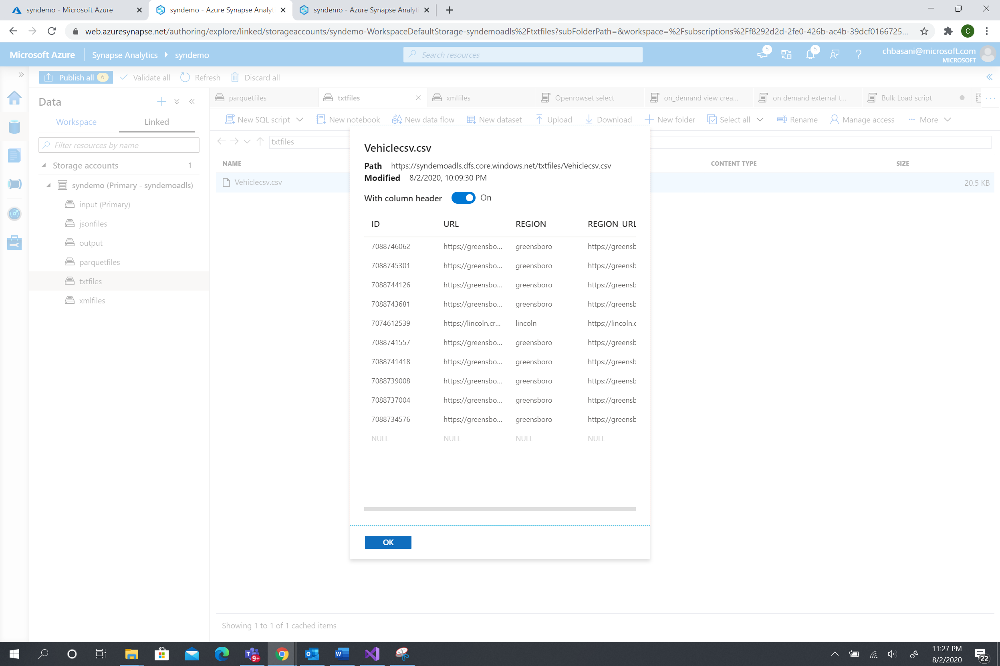 syndemo - Microsoft Azure
syndemo - Azure Synapse Analyt
syndemo - Azure Synapse Analyt
web.azuresynapse.net/authoring/explore/linked/storageaccounts/syndemo-WorkspaceDefaultStorage-syndemoadls%2Ftxtfiles?subFolderPath=&workspace=%2Fsubscriptions%2Ff8292d2d-2fe0-426b-ac4b-39dcf0166725...
C
Microsoft Azure
Synapse Analytics
syndemo
Search resources
5
5
chbasani@microsoft.com
MICROSOFT
Publish all 6
Validate all
Refresh
Discard all
Data
Workspace
Linked
Filter resources by name
Storage accounts 1
syndemo (Primary - syndemoadls)
input (Primary)
jsonfiles
output
parquetfiles
txtfiles
xmlfiles
parquetfiles
txtfiles
xmlfiles
Openrowset select
on_demand view crea...
on demand external t...
Bulk Load script
New SQL script
New notebook
New data flow
New dataset
Upload
Download
New folder
Select all
Rename
Manage access
More
txtfiles
NAME CONTENT TYPE SIZE
Vehiclecsv.csv 20.5 KB
Vehiclecsv.csv
Path https://syndemoadls.dfs.core.windows.net/txtfiles/Vehiclecsv.csv
Modified 8/2/2020, 10:09:30 PM
With column header On
ID URL REGION REGION_URL
7088746062 https://greensbo... greensboro https://greensb
7088745301 https://greensbo... greensboro https://greensb
7088744126 https://greensbo... greensboro https://greensb
7088743681 https://greensbo... greensboro https://greensb
7074612539 https://lincoln.cr... lincoln https://lincoln.c
7088741557 https://greensbo... greensboro https://greensb
7088741418 https://greensbo... greensboro https://greensb
7088739008 https://greensbo... greensboro https://greensb
7088737004 https://greensbo... greensboro https://greensb
7088734576 https://greensbo... greensboro https://greensb
NULL NULL NULL NULL
OK
Showing 1 to 1 of 1 cached items
T 9+
O
W
11:27 PM
8/2/2020
22